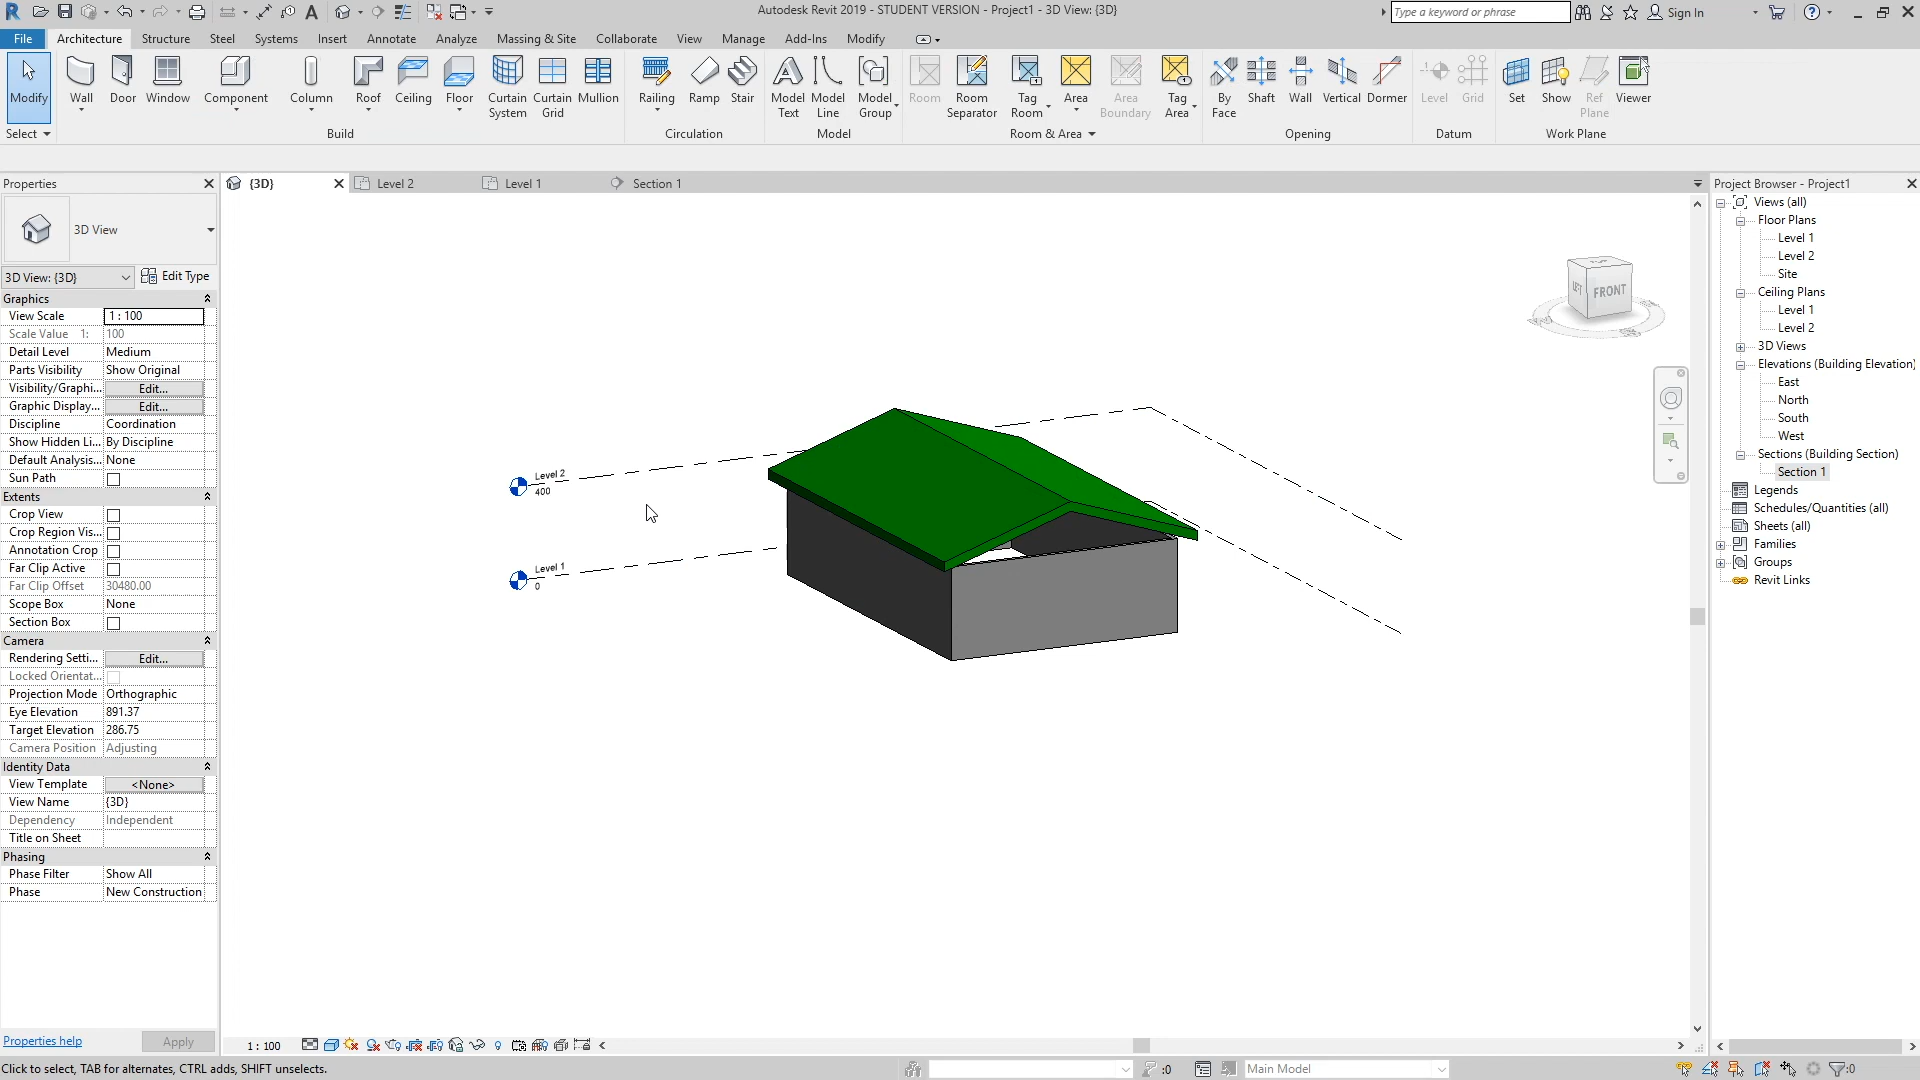 Autodesk Revit 2019 - STUDENT VERSION - Project1 - 3D View: {3D}
Type a keyword or phrase
Sign In
File Architecture Structure Steel Systems Insert Annotate Analyze Massing & Site Collaborate View Manage Add-Ins Modify
Modify Wall Door Window Component Column Roof Ceiling Floor Curtain System Curtain Grid Mullion Railing Ramp Stair Model Text Model Line Model Group Room Room Separator Tag Room Area Area Boundary Tag Area By Face Shaft Wall Vertical Dormer Level Grid Set Show Ref Plane Viewer
Select Build Circulation Model Room & Area Opening Datum Work Plane
Properties
{3D} Level 2 Level 1 Section 1
Project Browser - Project1
3D View
3D View: {3D} Edit Type
Graphics
View Scale 1 : 100
Scale Value 1: 100
Detail Level Medium
Parts Visibility Show Original
Visibility/Graphi... Edit...
Graphic Display... Edit...
Discipline Coordination
Show Hidden Li... By Discipline
Default Analysis... None
Sun Path
Extents
Crop View
Crop Region Vis...
Annotation Crop
Far Clip Active
Far Clip Offset 30480.00
Scope Box None
Section Box
Camera
Rendering Setti... Edit...
Locked Orientat...
Projection Mode Orthographic
Eye Elevation 891.37
Target Elevation 286.75
Camera Position Adjusting
Identity Data
View Template <None>
View Name {3D}
Dependency Independent
Title on Sheet
Phasing
Phase Filter Show All
Phase New Construction
Properties help Apply
Level 2
400
Level 1
0
TOP
LEFT FRONT
Views (all)
Floor Plans
Level 1
Level 2
Site
Ceiling Plans
Level 1
Level 2
3D Views
Elevations (Building Elevation)
East
North
South
West
Sections (Building Section)
Section 1
Legends
Schedules/Quantities (all)
Sheets (all)
Families
Groups
Revit Links
1 : 100
Click to select, TAB for alternates, CTRL adds, SHIFT unselects.
:0
Main Model
:0